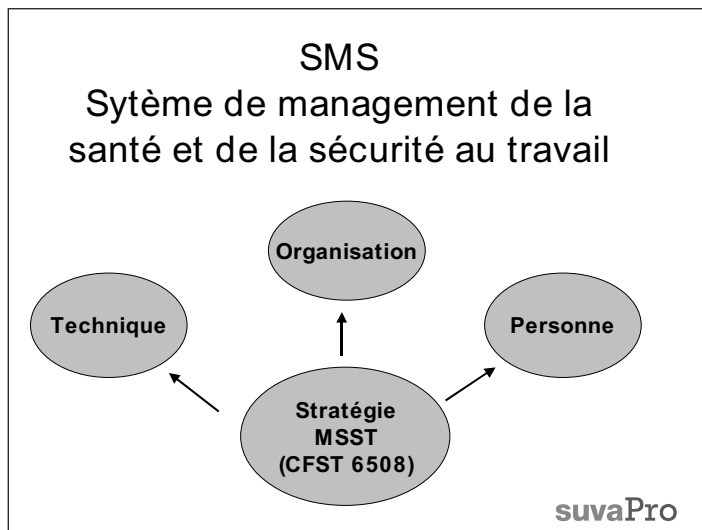 SMS
Sytème de management de la
santé et de la sécurité au travail
Organisation
Technique
Personne
Stratégie
MSST
(CFST 6508)
suvaPro